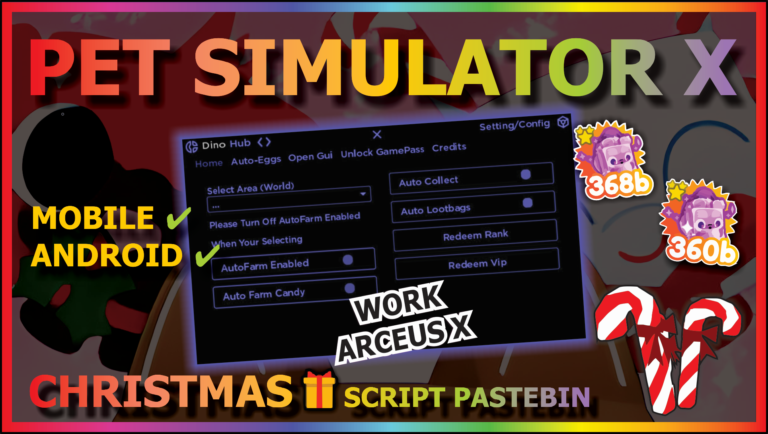 PET SIMULATOR X
Dino Hub <>
Setting/Config
Home Auto-Eggs Open Gui Unlock GamePass Credits
Select Area (World)
...
Please Turn Off AutoFarm Enabled
When Your Selecting
AutoFarm Enabled
Auto Farm Candy
Auto Collect
Auto Lootbags
Redeem Rank
Redeem Vip
368b
360b
MOBILE ✓
ANDROID ✓
WORK
ARCEUS X
CHRISTMAS SCRIPT PASTEBIN